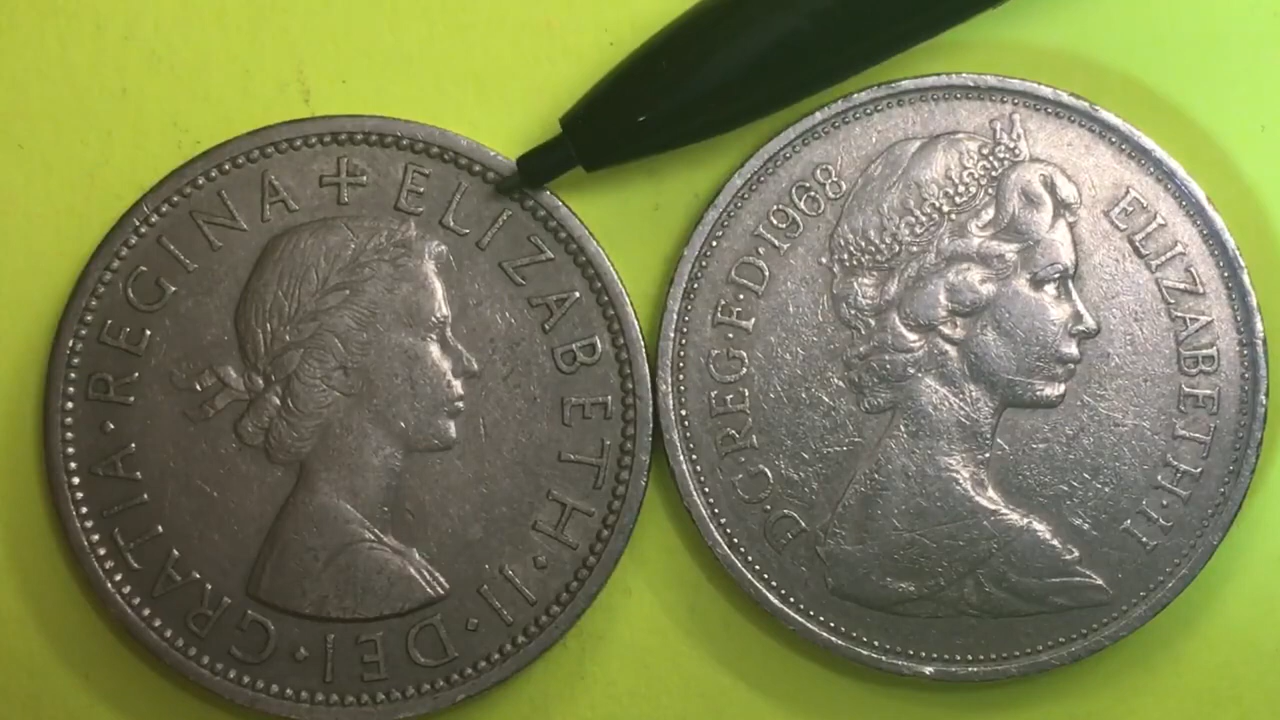 + ELIZABETH · II · DEI · GRATIA · REGINA
D·G·REG·F·D·1968 ELIZABETH·II